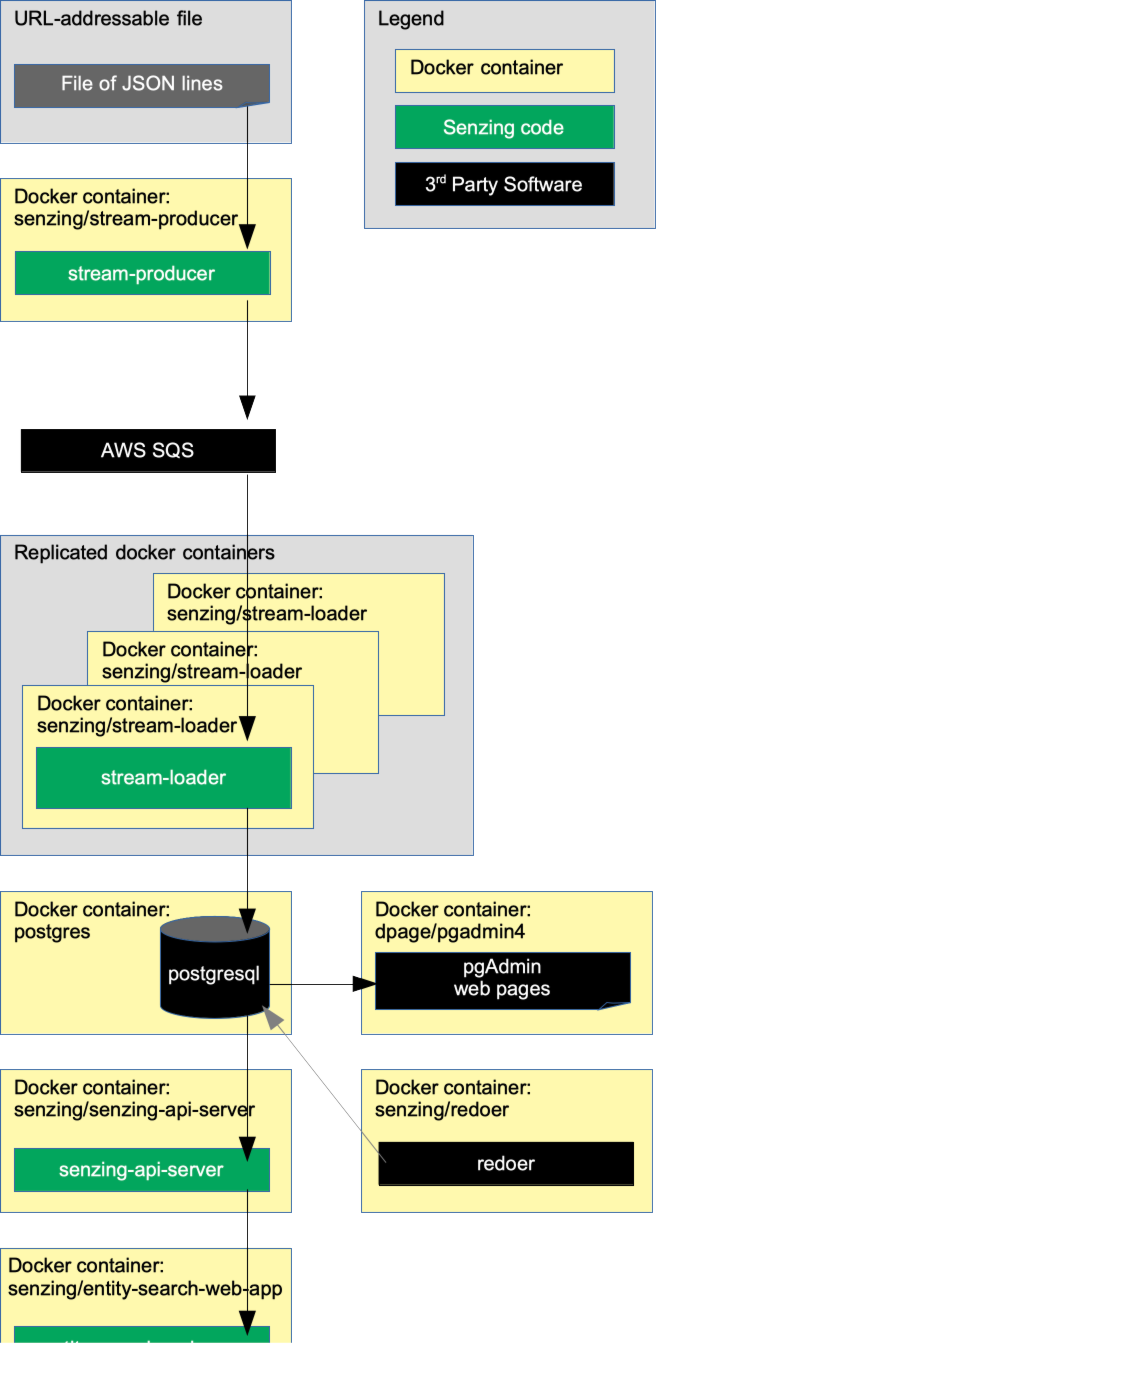 URL-addressable file
File of JSON lines
Legend
Docker container
Senzing code
3rd Party Software
Docker container:
senzing/stream-producer
stream-producer
AWS SQS
Replicated docker containers
Docker container:
senzing/stream-loader
Docker container:
senzing/stream-loader
Docker container:
senzing/stream-loader
stream-loader
Docker container:
postgres
postgresql
Docker container:
dpage/pgadmin4
pgAdmin
web pages
Docker container:
senzing/senzing-api-server
senzing-api-server
Docker container:
senzing/redoer
redoer
Docker container:
senzing/entity-search-web-app